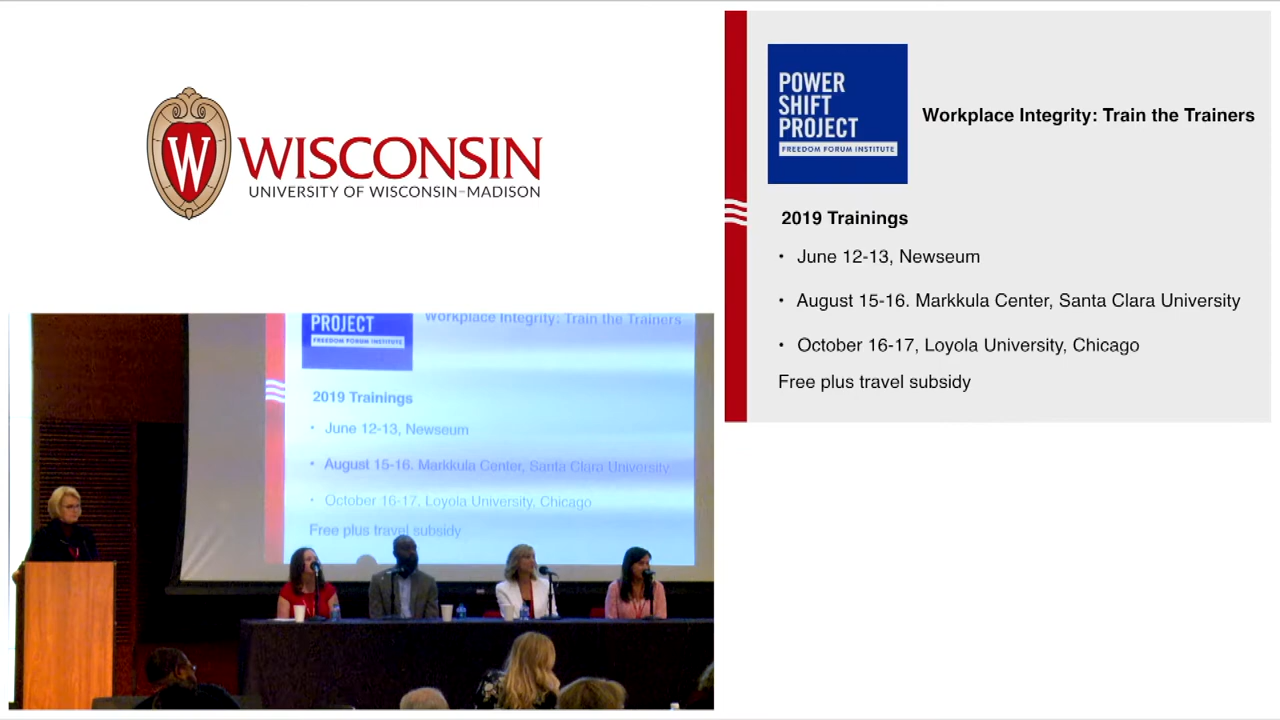 W
WISCONSIN
UNIVERSITY OF WISCONSIN–MADISON
POWER
SHIFT
PROJECT
FREEDOM FORUM INSTITUTE
Workplace Integrity: Train the Trainers
2019 Trainings
• June 12-13, Newseum
• August 15-16. Markkula Center, Santa Clara University
• October 16-17, Loyola University, Chicago
Free plus travel subsidy
PROJECT
FREEDOM FORUM INSTITUTE
Workplace Integrity: Train the Trainers
2019 Trainings
• June 12-13, Newseum
• August 15-16. Markkula Center, Santa Clara University
• October 16-17, Loyola University, Chicago
Free plus travel subsidy